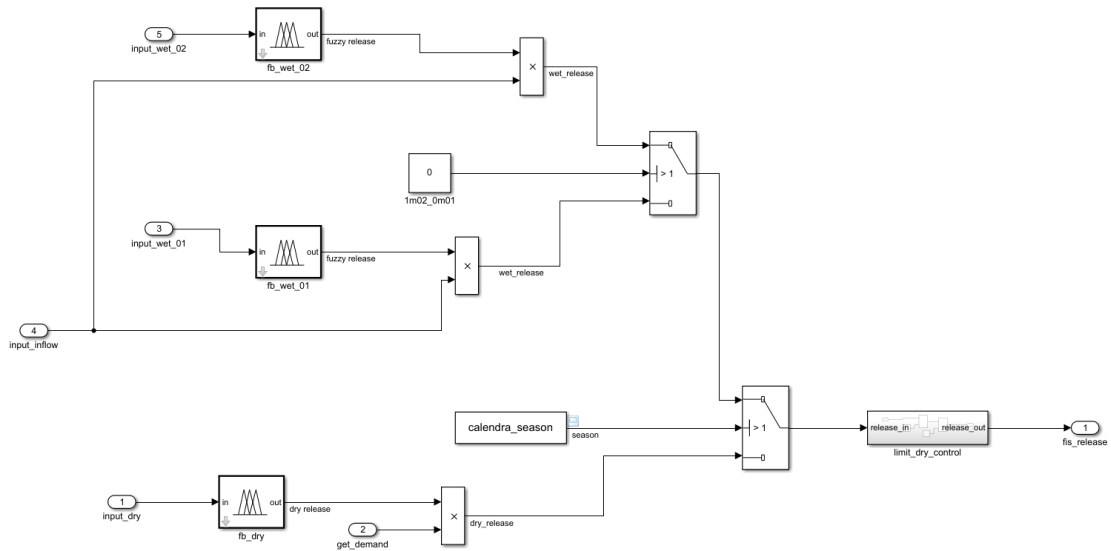 5
input_wet_02
in
out
fb_wet_02
fuzzy release
×
wet_release
0
1m02_0m01
> 1
3
input_wet_01
in
out
fb_wet_01
fuzzy release
×
wet_release
4
input_inflow
calendra_season
season
> 1
release_in
release_out
limit_dry_control
1
fis_release
1
input_dry
in
out
fb_dry
dry release
2
get_demand
×
dry_release